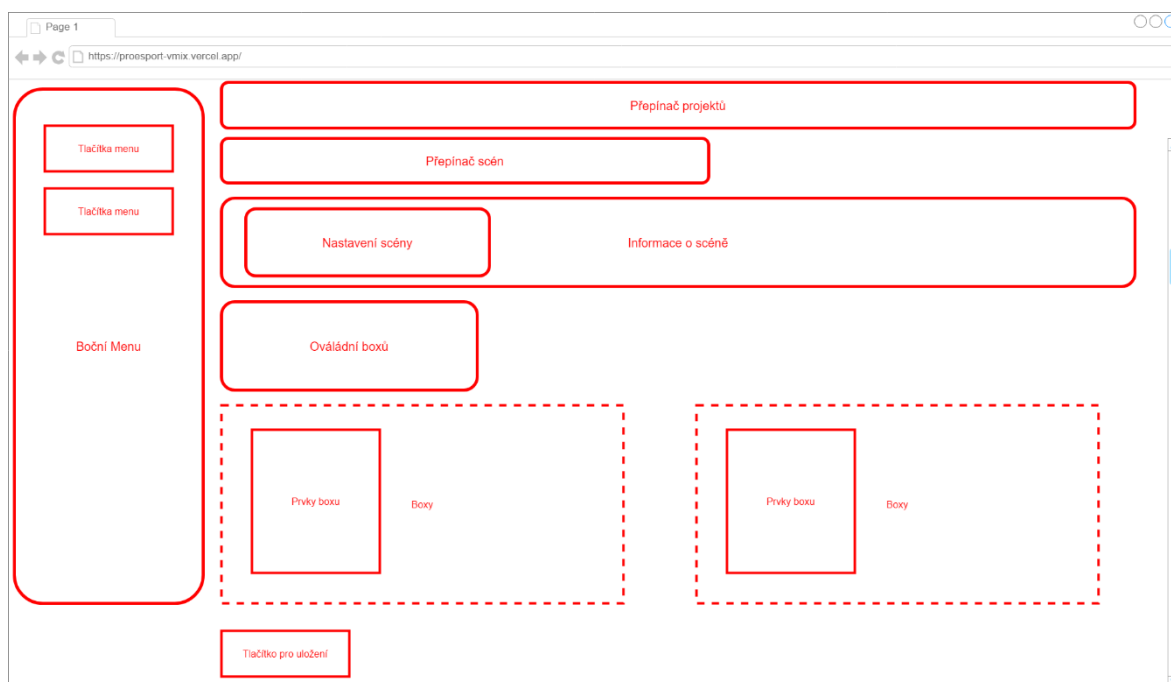 Page 1
https://proesport-vmix.vercel.app/
Přepínač projektů
Tlačítka menu
Přepínač scén
Tlačítka menu
Nastavení scény
Informace o scéně
Boční Menu
Ováládní boxů
Prvky boxu
Boxy
Prvky boxu
Boxy
Tlačítko pro uložení